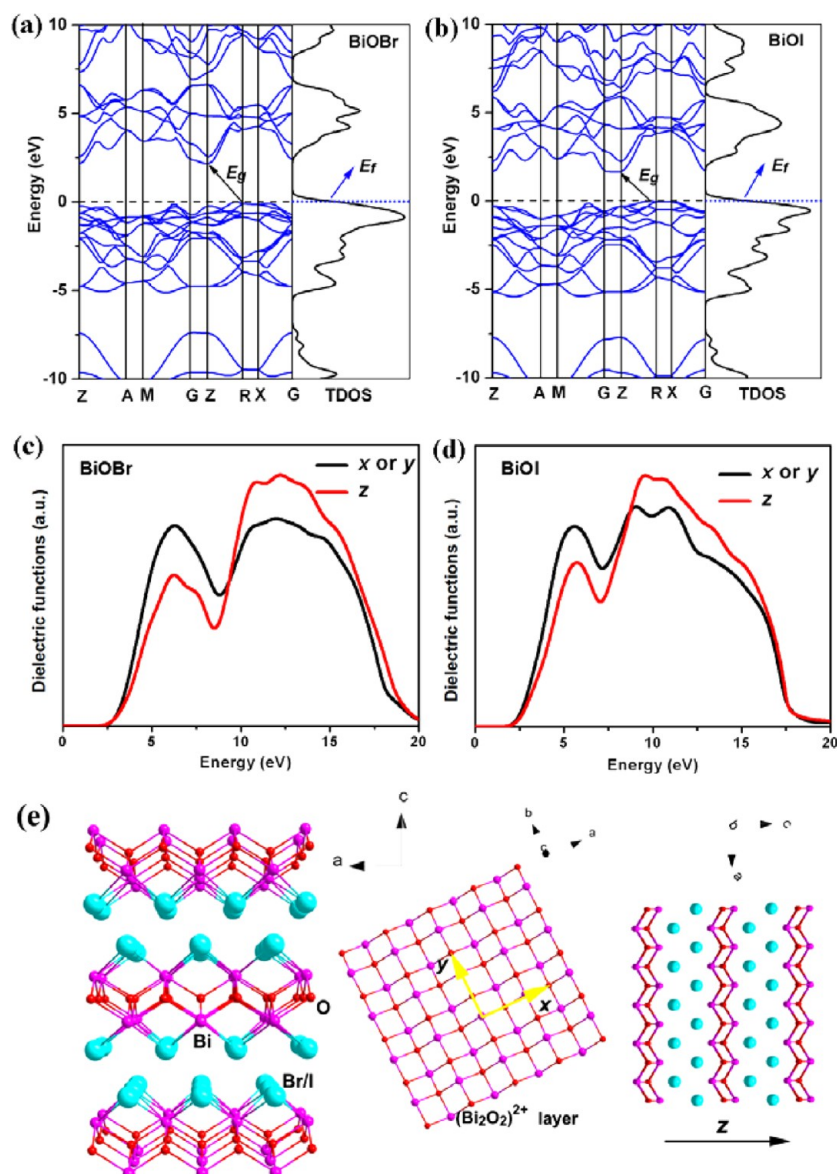 (a)
BiOBr
10
5
0
-5
-10
Energy (eV)
Eg
Ef
Z A M G Z R X G TDOS
(b)
BiOI
10
5
0
-5
-10
Energy (eV)
Eg
Ef
Z A M G Z R X G TDOS
(c)
BiOBr
x or y
z
Dielectric functions (a.u.)
0 5 10 15 20
Energy (eV)
(d)
BiOI
x or y
z
Dielectric functions (a.u.)
0 5 10 15 20
Energy (eV)
(e)
c
a
O
Bi
Br/I
b
a
c
y
x
(Bi₂O₂)²⁺ layer
b
c
a
z